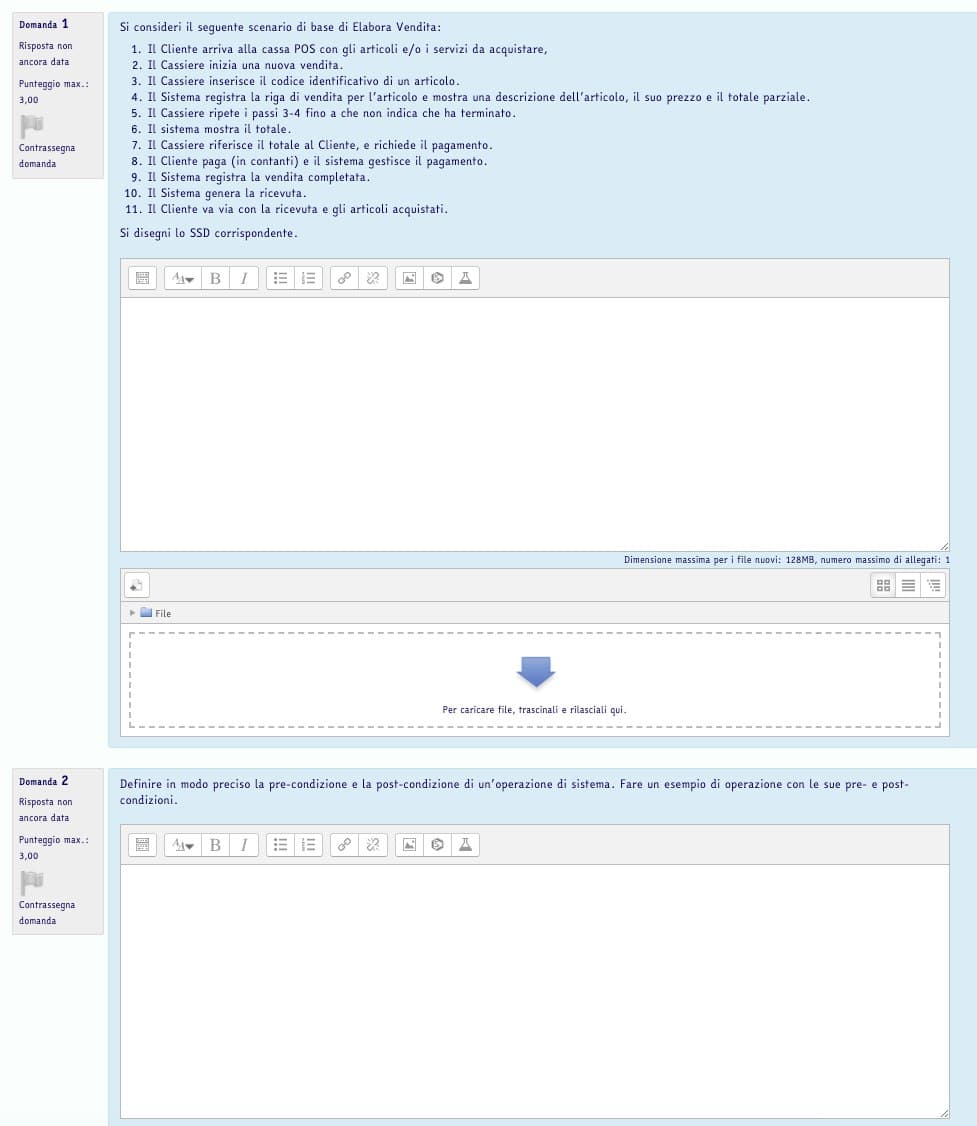 Domanda 1
Risposta non
ancora data
Punteggio max.:
3,00
Contrassegna
domanda
Si consideri il seguente scenario di base di Elabora Vendita:
1. Il Cliente arriva alla cassa POS con gli articoli e/o i servizi da acquistare,
2. Il Cassiere inizia una nuova vendita.
3. Il Cassiere inserisce il codice identificativo di un articolo.
4. Il Sistema registra la riga di vendita per l'articolo e mostra una descrizione dell'articolo, il suo prezzo e il totale parziale.
5. Il Cassiere ripete i passi 3-4 fino a che non indica che ha terminato.
6. Il sistema mostra il totale.
7. Il Cassiere riferisce il totale al Cliente, e richiede il pagamento.
8. Il Cliente paga (in contanti) e il sistema gestisce il pagamento.
9. Il Sistema registra la vendita completata.
10. Il Sistema genera la ricevuta.
11. Il Cliente va via con la ricevuta e gli articoli acquistati.
Si disegni lo SSD corrispondente.
B I
Dimensione massima per i file nuovi: 128MB, numero massimo di allegati: 1
File
Per caricare file, trascinali e rilasciali qui.
Domanda 2
Risposta non
ancora data
Punteggio max.:
3,00
Contrassegna
domanda
Definire in modo preciso la pre-condizione e la post-condizione di un'operazione di sistema. Fare un esempio di operazione con le sue pre- e post-
condizioni.
B I